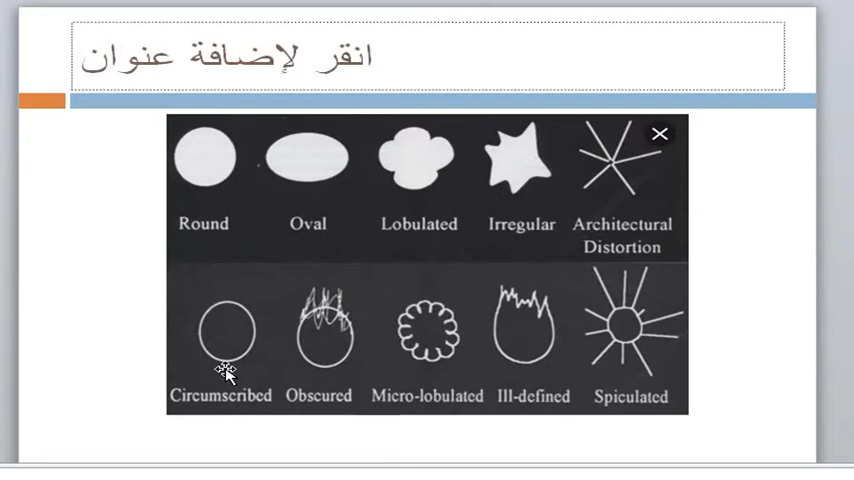 انقر لإضافة عنوان
Round Oval Lobulated Irregular Architectural
Distortion
Circumscribed Obscured Micro-lobulated Ill-defined Spiculated